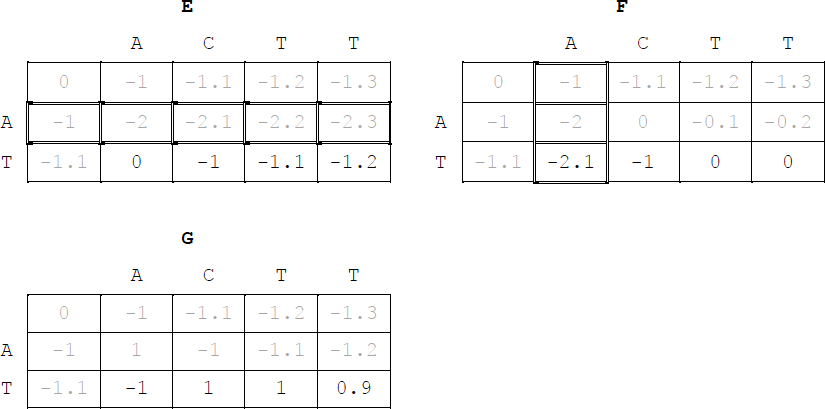 E F
A C T T A C T T
0 -1 -1.1 -1.2 -1.3 0 -1 -1.1 -1.2 -1.3
A -1 -2 -2.1 -2.2 -2.3 A -1 -2 0 -0.1 -0.2
T -1.1 0 -1 -1.1 -1.2 T -1.1 -2.1 -1 0 0
G
A C T T
0 -1 -1.1 -1.2 -1.3
A -1 1 -1 -1.1 -1.2
T -1.1 -1 1 1 0.9